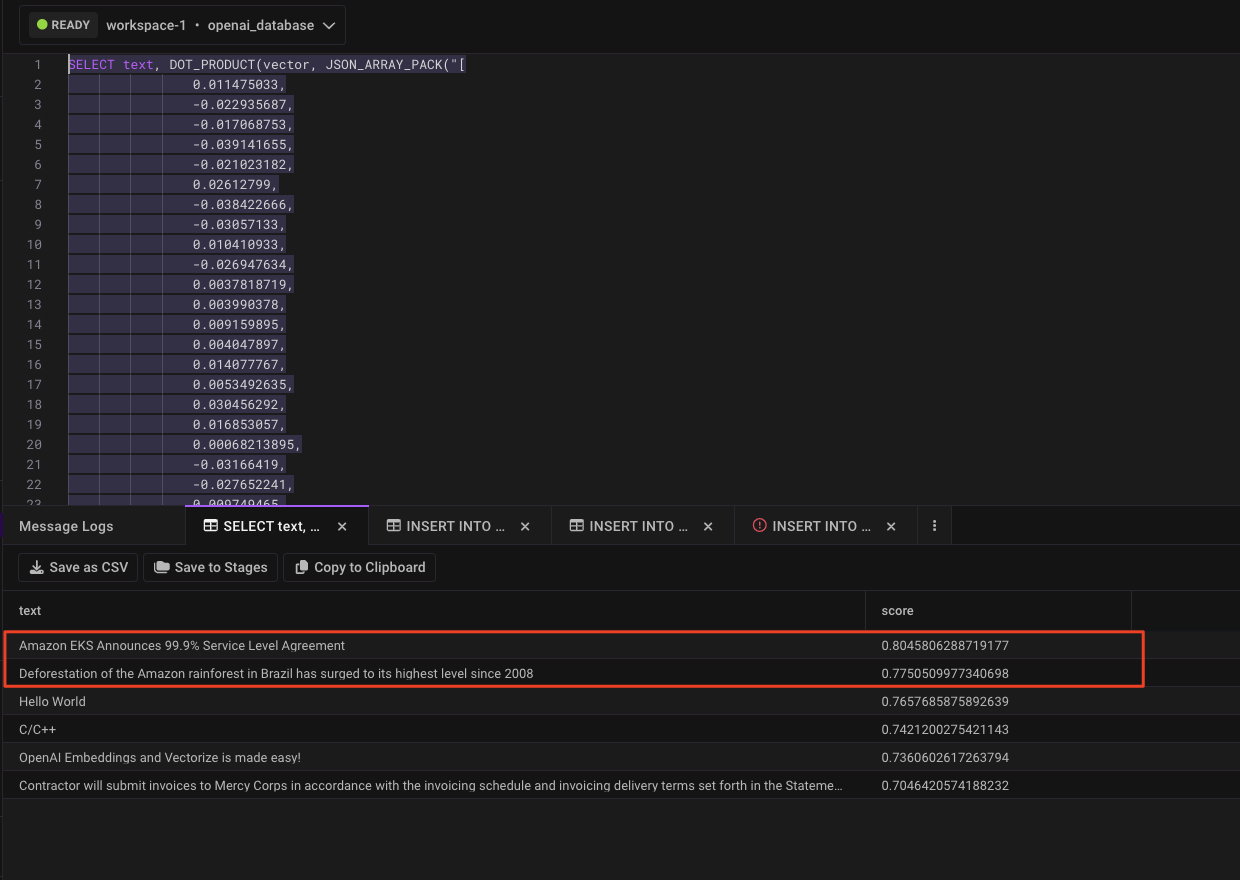 READY workspace-1 • openai_database
1 SELECT text, DOT_PRODUCT(vector, JSON_ARRAY_PACK("[
2 0.011475033,
3 -0.022935687,
4 -0.017068753,
5 -0.039141655,
6 -0.021023182,
7 0.02612799,
8 -0.038422666,
9 -0.03057133,
10 0.010410933,
11 -0.026947634,
12 0.0037818719,
13 0.003990378,
14 0.009159895,
15 0.004047897,
16 0.014077767,
17 0.0053492635,
18 0.030456292,
19 0.016853057,
20 0.00068213895,
21 -0.03166419,
22 -0.027652241,
23 0.009749465,
Message Logs SELECT text, ... INSERT INTO ... INSERT INTO ... INSERT INTO ...
Save as CSV Save to Stages Copy to Clipboard
text score
Amazon EKS Announces 99.9% Service Level Agreement 0.8045806288719177
Deforestation of the Amazon rainforest in Brazil has surged to its highest level since 2008 0.7750509977340698
Hello World 0.7657685875892639
C/C++ 0.7421200275421143
OpenAI Embeddings and Vectorize is made easy! 0.7360602617263794
Contractor will submit invoices to Mercy Corps in accordance with the invoicing schedule and invoicing delivery terms set forth in the Stateme... 0.7046420574188232